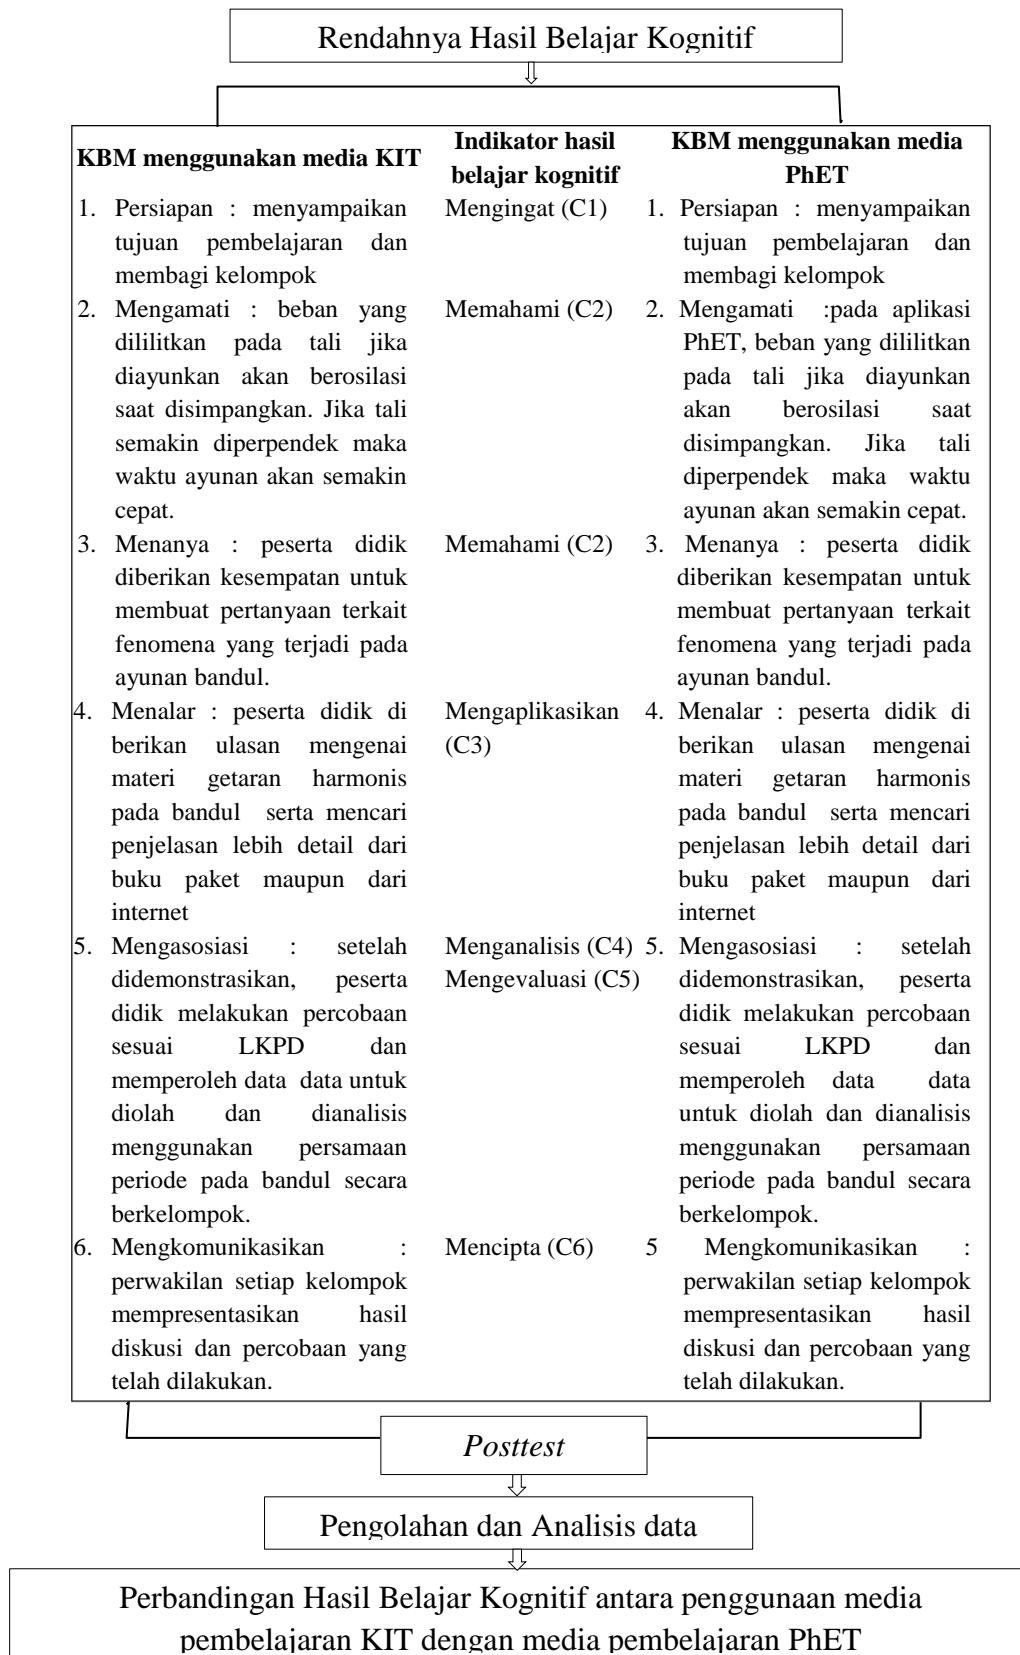 Rendahnya Hasil Belajar Kognitif
KBM menggunakan media KIT
Indikator hasil
belajar kognitif
KBM menggunakan media
PhET
1. Persiapan : menyampaikan
tujuan pembelajaran dan
membagi kelompok
Mengingat (C1)
1. Persiapan : menyampaikan
tujuan pembelajaran dan
membagi kelompok
2. Mengamati : beban yang
dililitkan pada tali jika
diayunkan akan berosilasi
saat disimpangkan. Jika tali
semakin diperpendek maka
waktu ayunan akan semakin
cepat.
Memahami (C2)
2. Mengamati :pada aplikasi
PhET, beban yang dililitkan
pada tali jika diayunkan
akan berosilasi saat
disimpangkan. Jika tali
diperpendek maka waktu
ayunan akan semakin cepat.
3. Menanya : peserta didik
diberikan kesempatan untuk
membuat pertanyaan terkait
fenomena yang terjadi pada
ayunan bandul.
Memahami (C2)
3. Menanya : peserta didik
diberikan kesempatan untuk
membuat pertanyaan terkait
fenomena yang terjadi pada
ayunan bandul.
4. Menalar : peserta didik di
berikan ulasan mengenai
materi getaran harmonis
pada bandul serta mencari
penjelasan lebih detail dari
buku paket maupun dari
internet
Mengaplikasikan
(C3)
4. Menalar : peserta didik di
berikan ulasan mengenai
materi getaran harmonis
pada bandul serta mencari
penjelasan lebih detail dari
buku paket maupun dari
internet
5. Mengasosiasi : setelah
didemonstrasikan, peserta
didik melakukan percobaan
sesuai LKPD dan
memperoleh data data untuk
diolah dan dianalisis
menggunakan persamaan
periode pada bandul secara
berkelompok.
Menganalisis (C4)
Mengevaluasi (C5)
5. Mengasosiasi : setelah
didemonstrasikan, peserta
didik melakukan percobaan
sesuai LKPD dan
memperoleh data data
untuk diolah dan dianalisis
menggunakan persamaan
periode pada bandul secara
berkelompok.
6. Mengkomunikasikan :
perwakilan setiap kelompok
mempresentasikan hasil
diskusi dan percobaan yang
telah dilakukan.
Mencipta (C6)
5 Mengkomunikasikan :
perwakilan setiap kelompok
mempresentasikan hasil
diskusi dan percobaan yang
telah dilakukan.
Posttest
Pengolahan dan Analisis data
Perbandingan Hasil Belajar Kognitif antara penggunaan media
pembelajaran KIT dengan media pembelajaran PhET